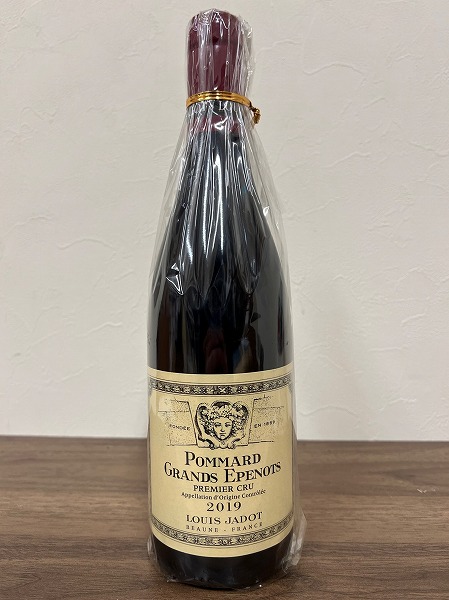 FONDÉE EN 1859
POMMARD
GRANDS EPENOTS
PREMIER CRU
Appellation d'Origine Contrôlée
2019
LOUIS JADOT
BEAUNE - FRANCE